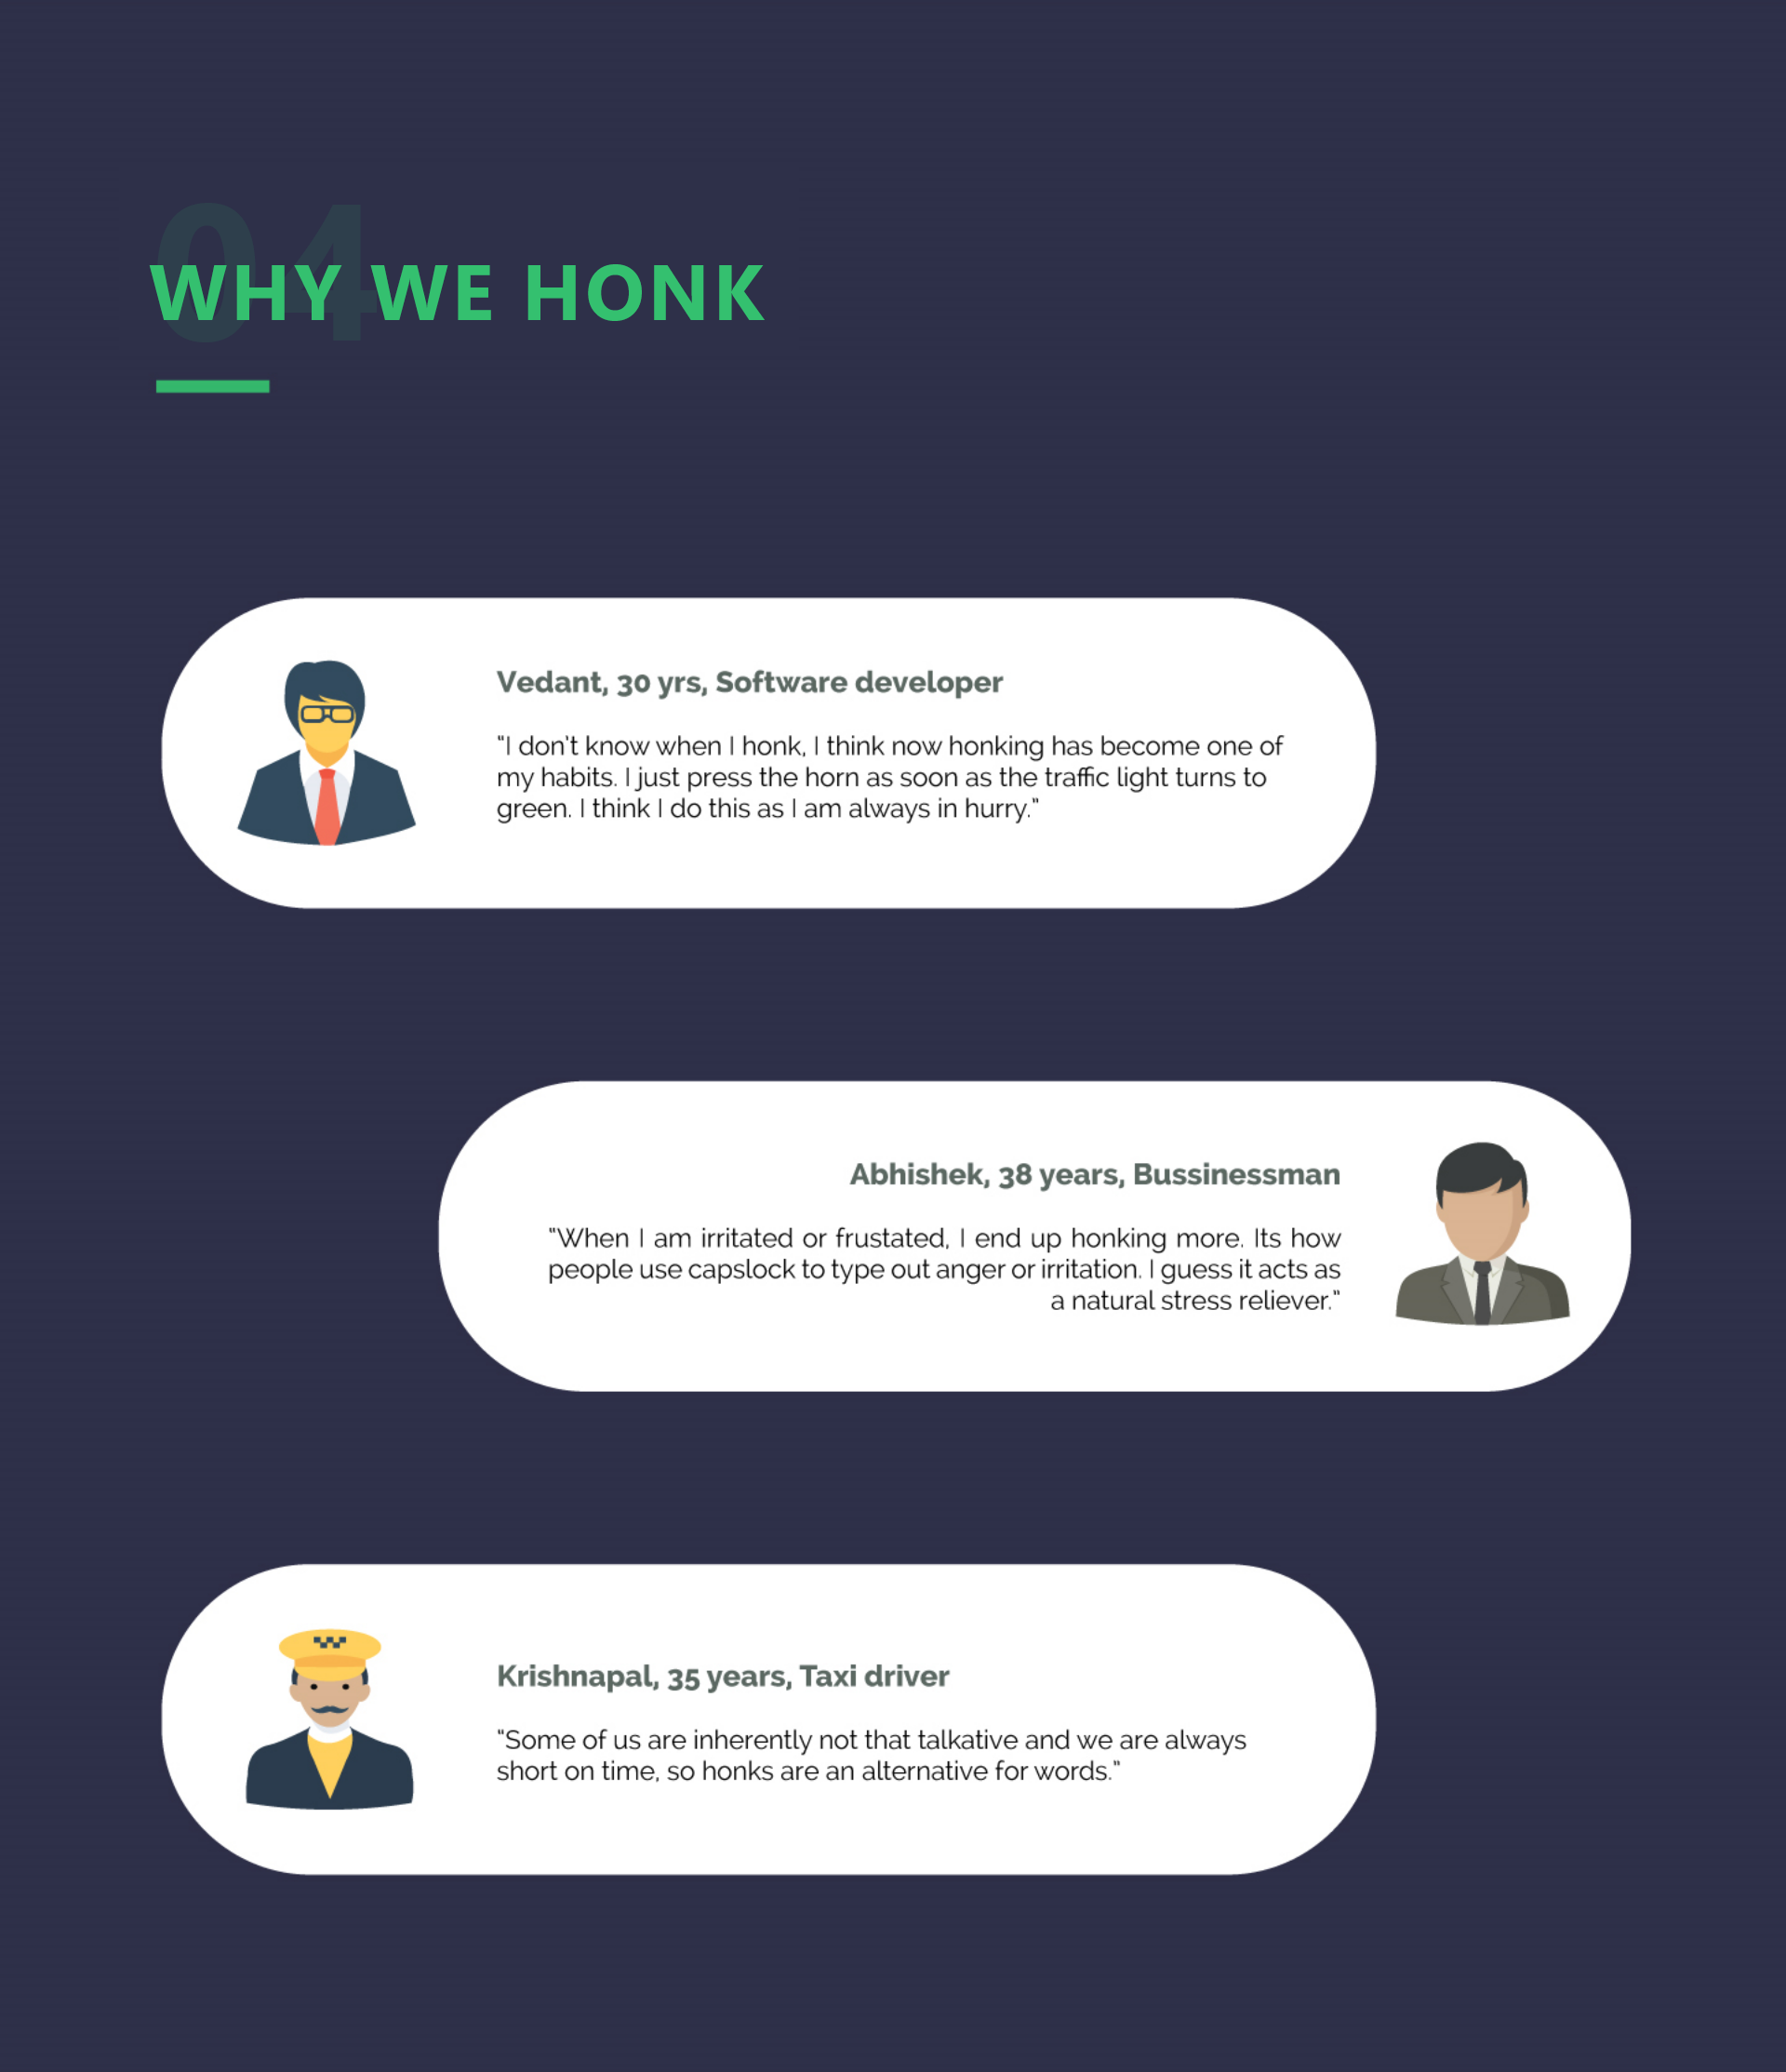 04
WHY WE HONK
Vedant, 30 yrs, Software developer
"I don't know when I honk, I think now honking has become one of
my habits. I just press the horn as soon as the traffic light turns to
green. I think I do this as I am always in hurry."
Abhishek, 38 years, Bussinessman
"When I am irritated or frustated, I end up honking more. Its how
people use capslock to type out anger or irritation. I guess it acts as
a natural stress reliever."
Krishnapal, 35 years, Taxi driver
"Some of us are inherently not that talkative and we are always
short on time, so honks are an alternative for words."